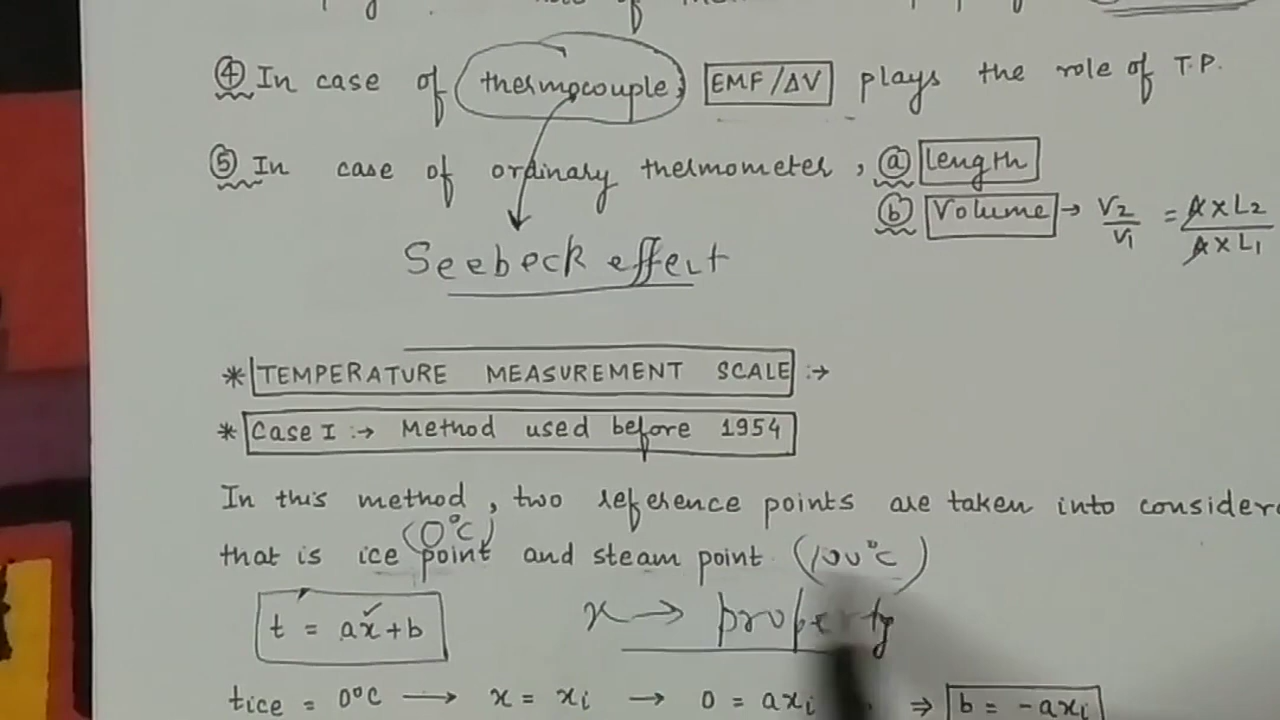 ④ In case of thermocouple, EMF/ΔV plays the role of T.P.
⑤ In case of ordinary thermometer, ⓐ Length
ⓑ Volume → V2/V1 = A×L2/A×L1
Seebeck effect
* TEMPERATURE MEASUREMENT SCALE :→
* Case I :→ Method used before 1954
In this method, two reference points are taken into consider
(0°C)
that is ice point and steam point (100°C)
t = ax+b
x → property
tice = 0°C → x = xi → 0 = axi ⇒ b = -axi